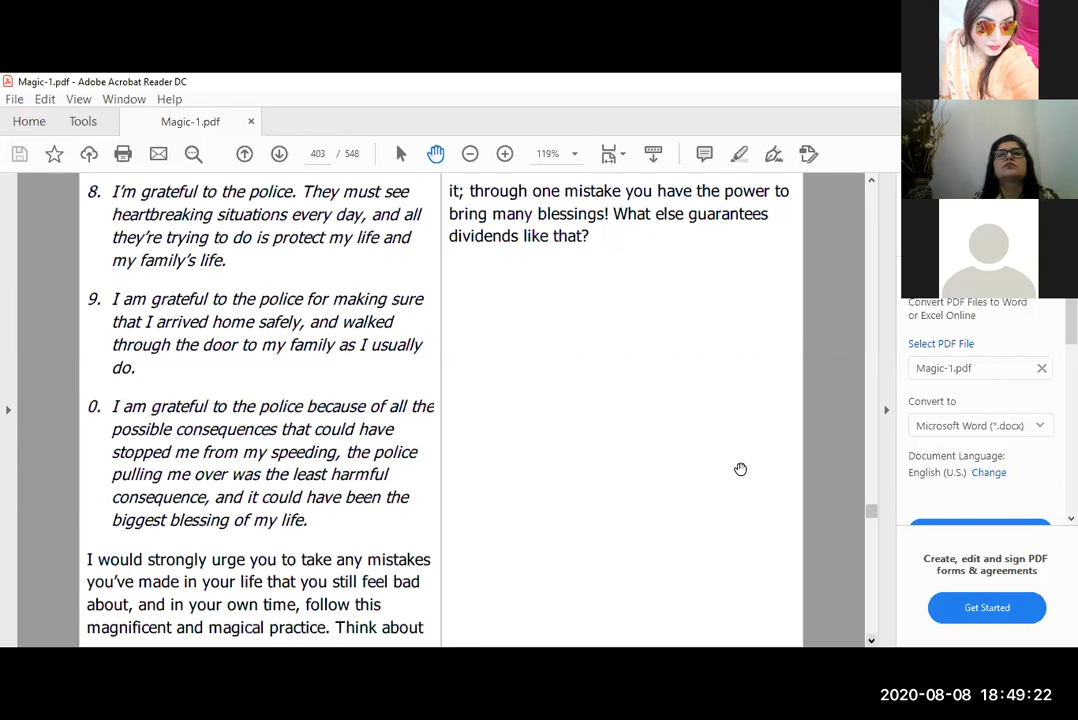 Magic-1.pdf - Adobe Acrobat Reader DC
File Edit View Window Help
Home Tools Magic-1.pdf ×
403 / 548 119%
8. I'm grateful to the police. They must see
heartbreaking situations every day, and all
they're trying to do is protect my life and
my family's life.
9. I am grateful to the police for making sure
that I arrived home safely, and walked
through the door to my family as I usually
do.
0. I am grateful to the police because of all the
possible consequences that could have
stopped me from my speeding, the police
pulling me over was the least harmful
consequence, and it could have been the
biggest blessing of my life.
I would strongly urge you to take any mistakes
you've made in your life that you still feel bad
about, and in your own time, follow this
magnificent and magical practice. Think about
it; through one mistake you have the power to
bring many blessings! What else guarantees
dividends like that?
Convert PDF Files to Word
or Excel Online
Select PDF File
Magic-1.pdf
Convert to
Microsoft Word (*.docx)
Document Language:
English (U.S.) Change
Create, edit and sign PDF
forms & agreements
Get Started
2020-08-08 18:49:22